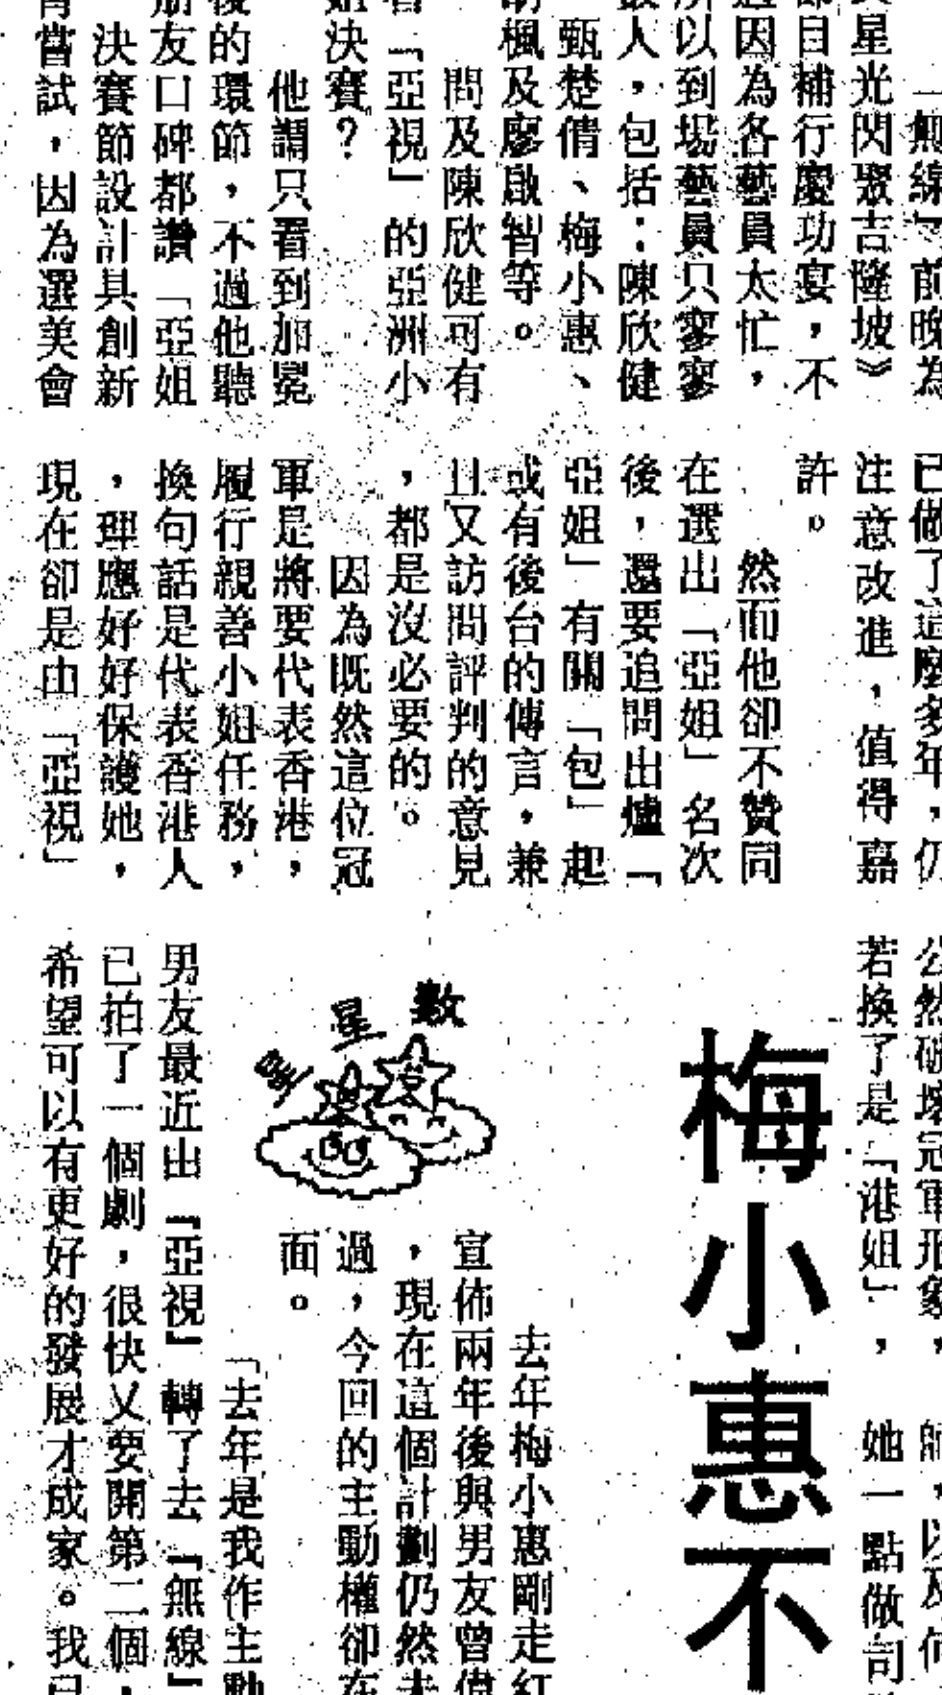 「無線」前晚為
星光閃聚吉隆坡》
節目補行慶功宴，不
過因為各藝員太忙，
所以到場藝員只寥寥
數人，包括：陳欣健
、甄楚倩、梅小惠、
胡楓及廖啟智等。
問及陳欣健可有
看「亞視」的亞洲小
姐決賽？
他謂只看到加冕
後的環節，不過他聽
朋友口碑都讚「亞姐
」決賽節設計具創新
嘗試，因為選美會
已做了這麼多年，仍
注意改進，值得嘉
許。
然而他卻不贊同
在選出「亞姐」名次
後，還要追問出爐「
亞姐」有關「包」起
或有後台的傳言，兼
且又訪問評判的意見
，都是沒必要的。
因為既然這位冠
軍是將要代表香港，
履行親善小姐任務，
換句話是代表香港人
，理應好好保護她，
現在卻是由「亞視」
公然破壞冠軍形象，
若換了是「港姐」，
師，以及何
她一點做司
梅小惠不
星星數
去年梅小惠剛走紅
宣佈兩年後與男友
，現在這個計劃仍然未
過，今回的主動權卻在
面。
「去年是我作主動
男友最近由「亞視」轉了去「無線」
已拍了一個劇，很快又要開第二個，
希望可以有更好的發展才成家。我已